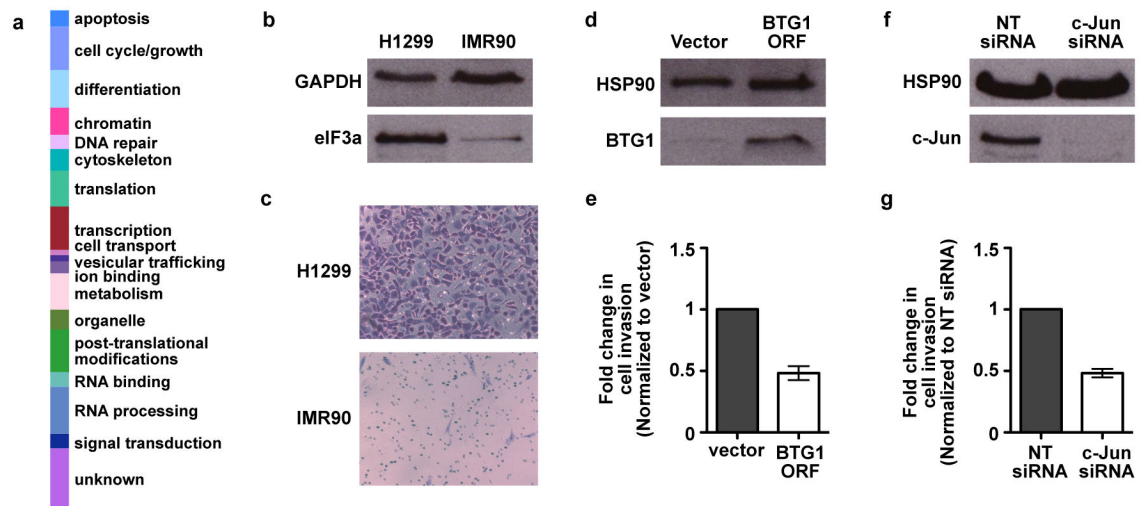 a
apoptosis
cell cycle/growth
differentiation
chromatin
DNA repair
cytoskeleton
translation
transcription
cell transport
vesicular trafficking
ion binding
metabolism
organelle
post-translational
modifications
RNA binding
RNA processing
signal transduction
unknown
b
H1299 IMR90
GAPDH
eIF3a
c
H1299
IMR90
d
Vector BTG1
ORF
HSP90
BTG1
e
Fold change in
cell invasion
(Normalized to vector)
1.5
1
0.5
0
vector BTG1
ORF
f
NT c-Jun
siRNA siRNA
HSP90
c-Jun
g
Fold change in
cell invasion
(Normalized to NT siRNA)
1.5
1
0.5
0
NT c-Jun
siRNA siRNA